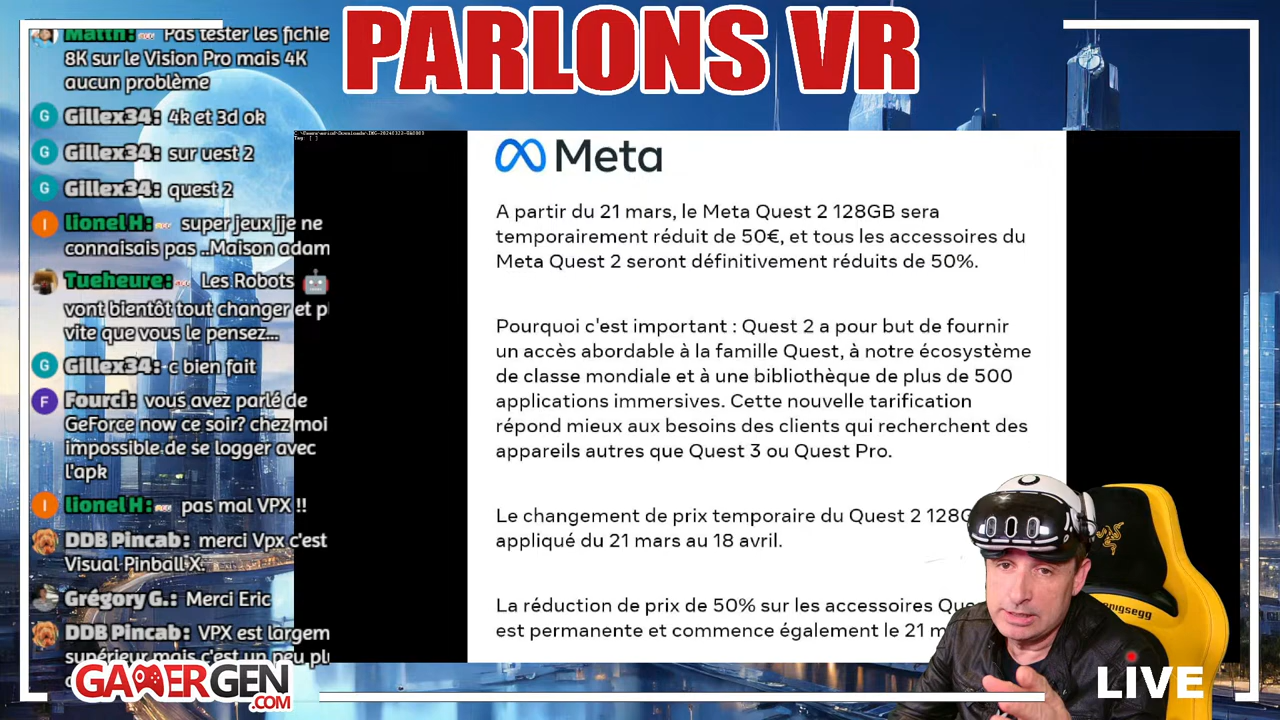 PARLONS VR
Matth: Pas tester les fichie
8K sur le Vision Pro mais 4K
aucun problème
G Gillex34: 4k et 3d ok
G Gillex34: sur uest 2
G Gillex34: quest 2
l lionel H: super jeux jje ne
connaisais pas ..Maison adam
Tueheure: Les Robots 🤖
vont bientôt tout changer et pl
vite que vous le pensez...
G Gillex34: c bien fait
F Fourci: vous avez parlé de
GeForce now ce soir? chez moi
impossible de se logger avec
l'apk
l lionel H: pas mal VPX !!
DDB Pincab: merci Vpx c'est
Visual Pinball X.
Grégory G.: Merci Eric
DDB Pincab: VPX est largem
supérieur mais c'est un peu plu
GAMERGEN
.COM
Meta
A partir du 21 mars, le Meta Quest 2 128GB sera
temporairement réduit de 50€, et tous les accessoires du
Meta Quest 2 seront définitivement réduits de 50%.
Pourquoi c'est important : Quest 2 a pour but de fournir
un accès abordable à la famille Quest, à notre écosystème
de classe mondiale et à une bibliothèque de plus de 500
applications immersives. Cette nouvelle tarification
répond mieux aux besoins des clients qui recherchent des
appareils autres que Quest 3 ou Quest Pro.
Le changement de prix temporaire du Quest 2 128G
appliqué du 21 mars au 18 avril.
La réduction de prix de 50% sur les accessoires Que
est permanente et commence également le 21 m
LIVE